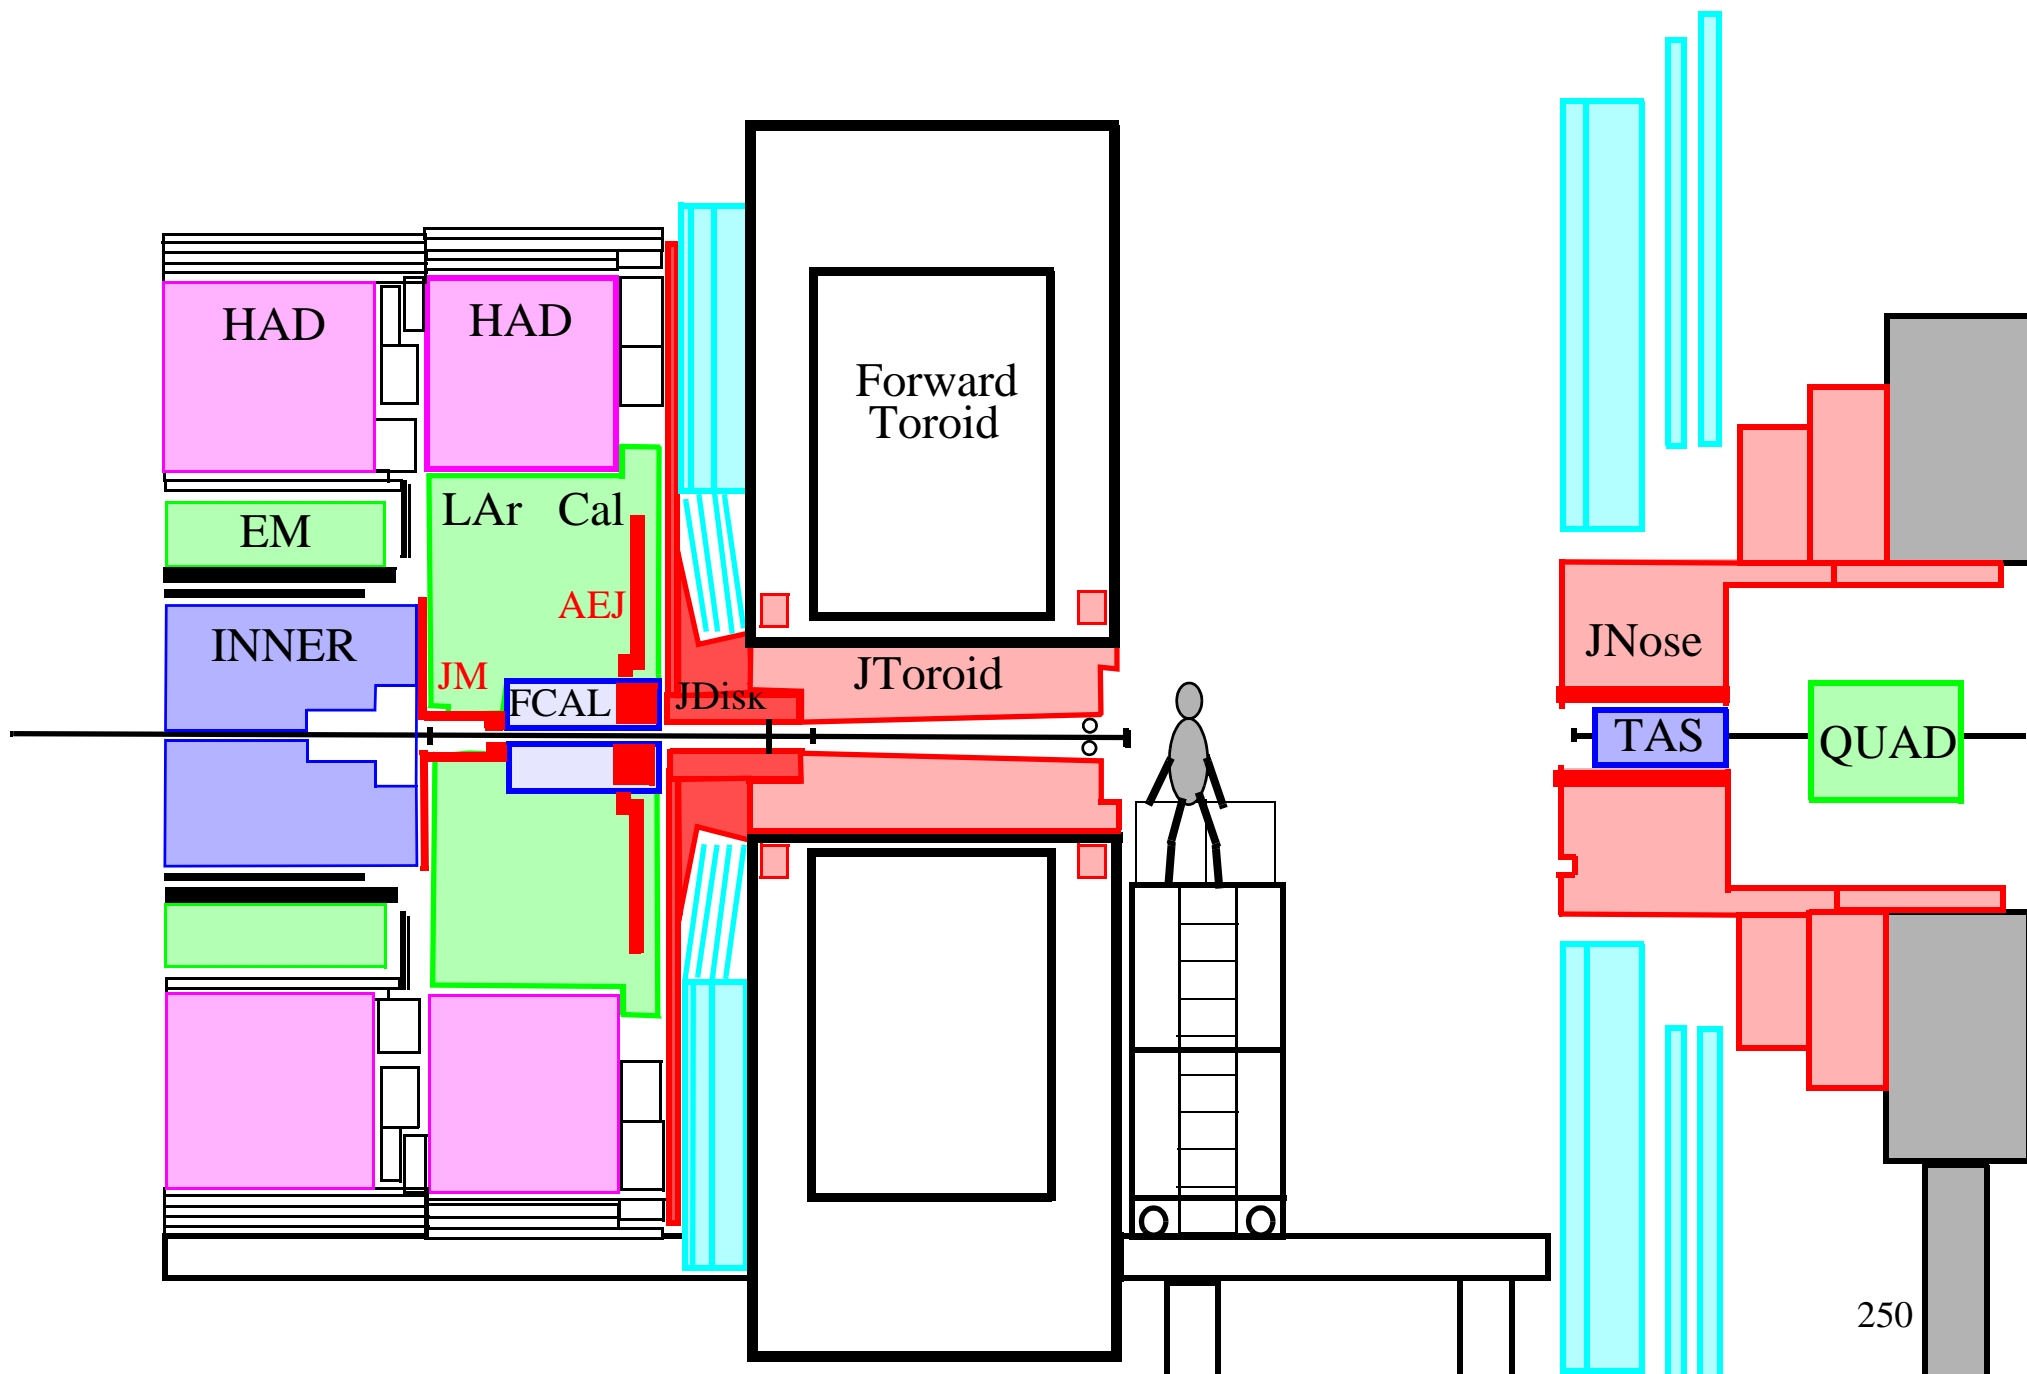 HAD
HAD
Forward
Toroid
LAr Cal
EM
AEJ
INNER
JM
FCAL
JDisk
JToroid
JNose
TAS
QUAD
250